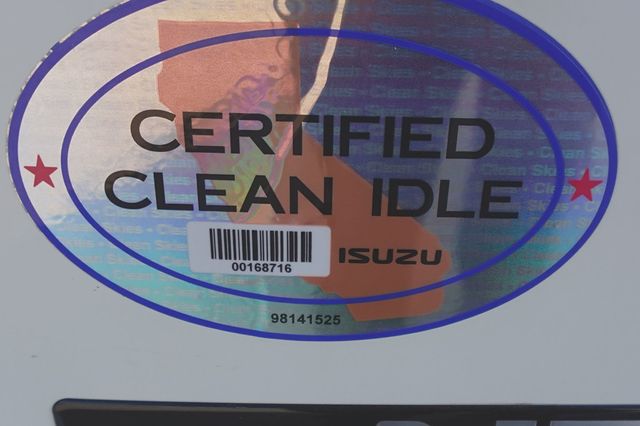 CERTIFIED
CLEAN IDLE
00168716
ISUZU
98141525